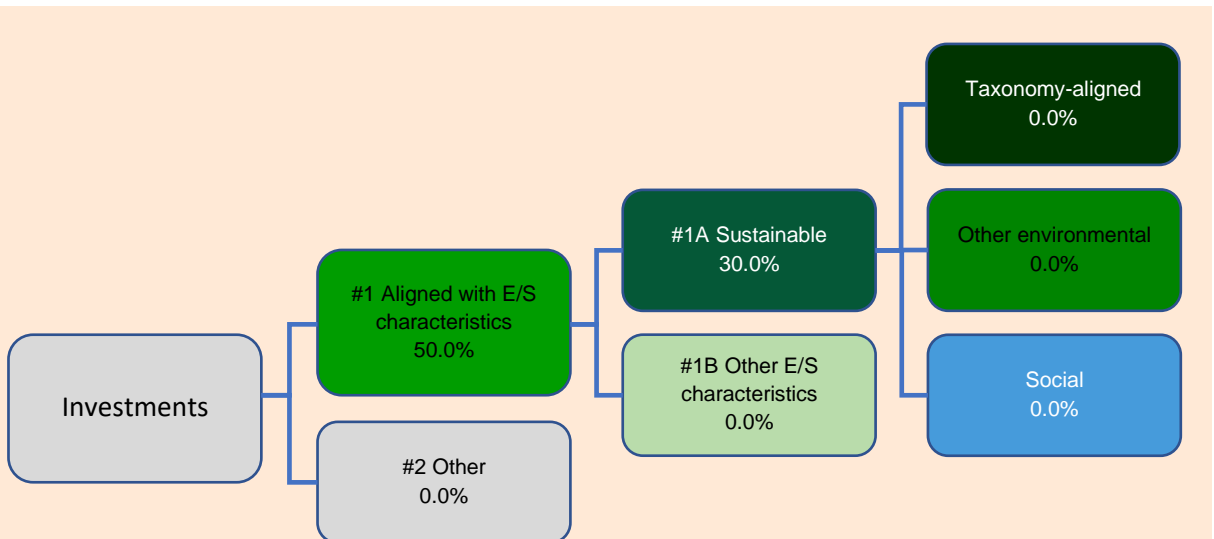 Investments
#1 Aligned with E/S
characteristics
50.0%
#2 Other
0.0%
#1A Sustainable
30.0%
#1B Other E/S
characteristics
0.0%
Taxonomy-aligned
0.0%
Other environmental
0.0%
Social
0.0%